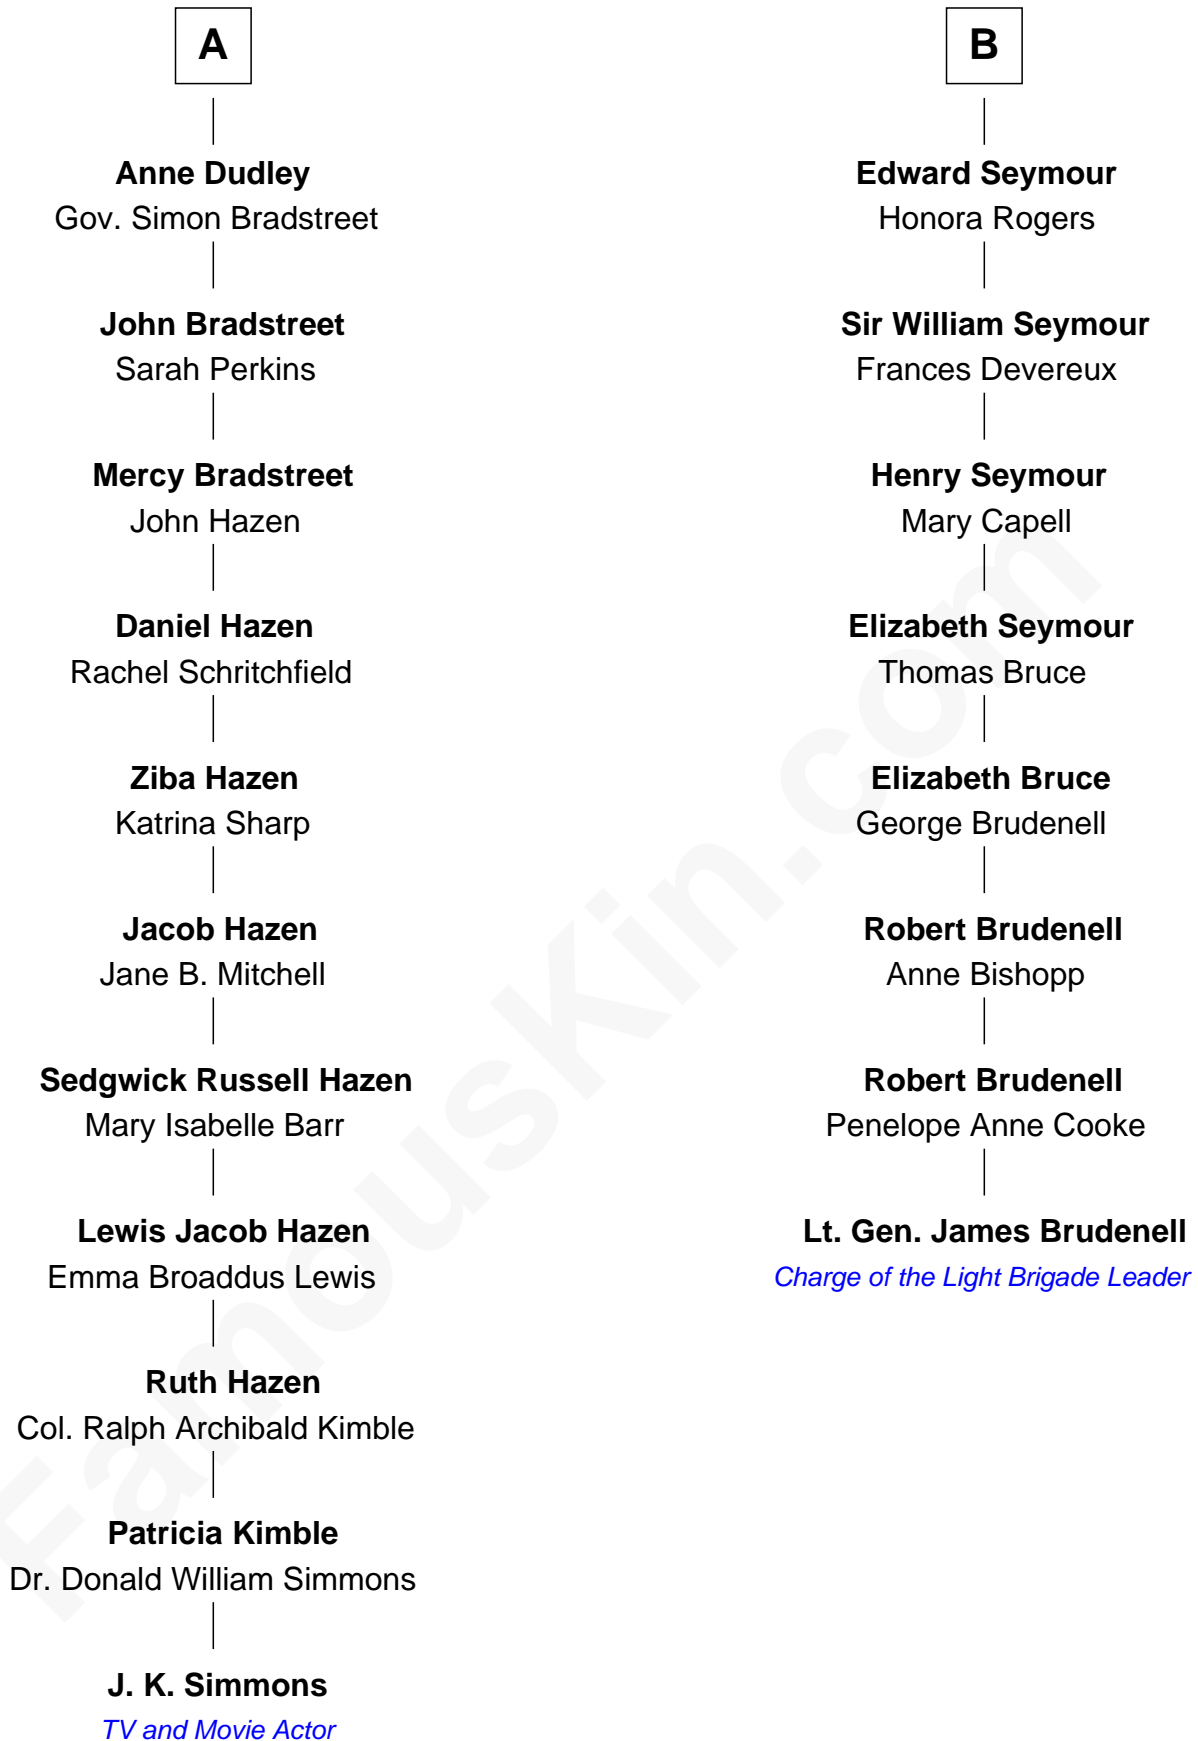 A
Anne Dudley
Gov. Simon Bradstreet
John Bradstreet
Sarah Perkins
Mercy Bradstreet
John Hazen
Daniel Hazen
Rachel Schritchfield
Ziba Hazen
Katrina Sharp
Jacob Hazen
Jane B. Mitchell
Sedgwick Russell Hazen
Mary Isabelle Barr
Lewis Jacob Hazen
Emma Broaddus Lewis
Ruth Hazen
Col. Ralph Archibald Kimble
Patricia Kimble
Dr. Donald William Simmons
J. K. Simmons
TV and Movie Actor
B
Edward Seymour
Honora Rogers
Sir William Seymour
Frances Devereux
Henry Seymour
Mary Capell
Elizabeth Seymour
Thomas Bruce
Elizabeth Bruce
George Brudenell
Robert Brudenell
Anne Bishopp
Robert Brudenell
Penelope Anne Cooke
Lt. Gen. James Brudenell
Charge of the Light Brigade Leader
FamousKin.com